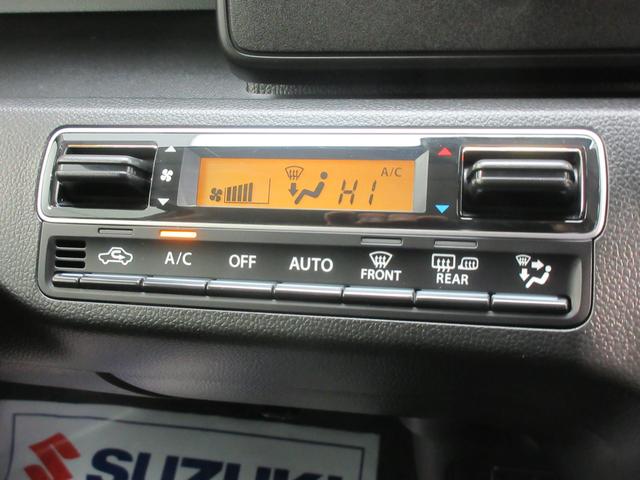 A/C
HI
A/C
OFF
AUTO
FRONT
REAR
SUZUKI